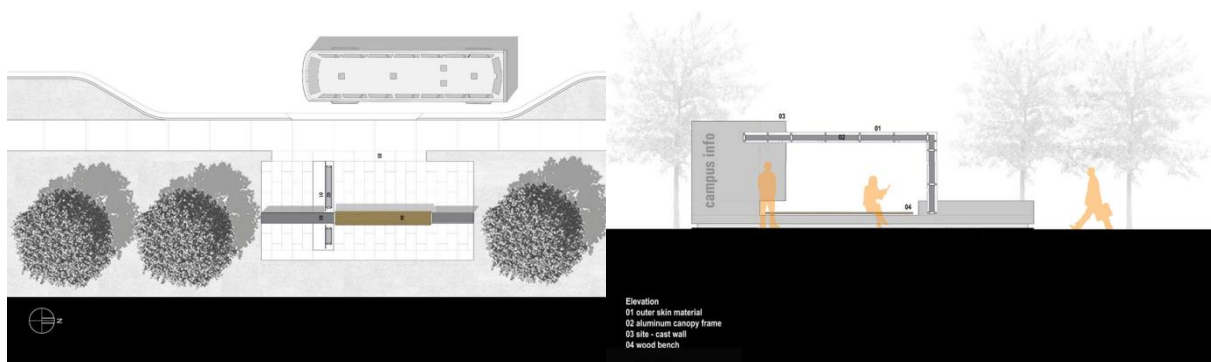 N
03
01
02
campus info
04
Elevation
01 outer skin material
02 aluminum canopy frame
03 site - cast wall
04 wood bench